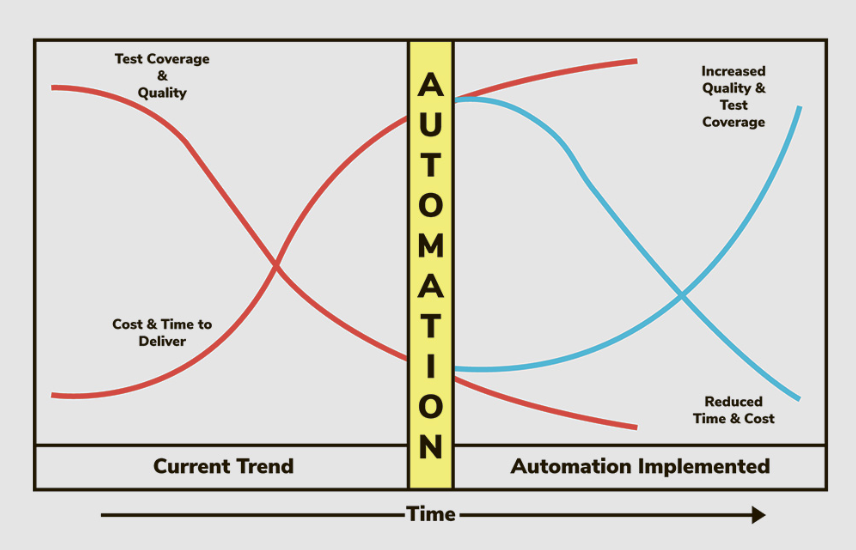 Test Coverage
&
Quality
Cost & Time to
Deliver
AUTOMATION
Increased
Quality &
Test
Coverage
Reduced
Time & Cost
Current Trend
Automation Implemented
Time